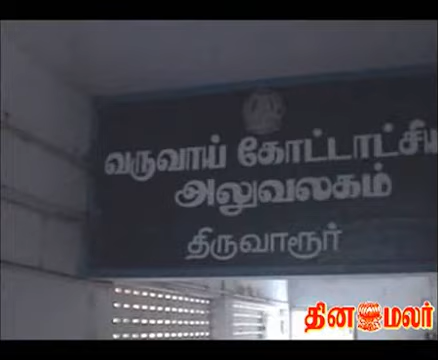 வருவாய் கோட்டாட்சி
அலுவலகம்
திருவாரூர்
தினமலர்